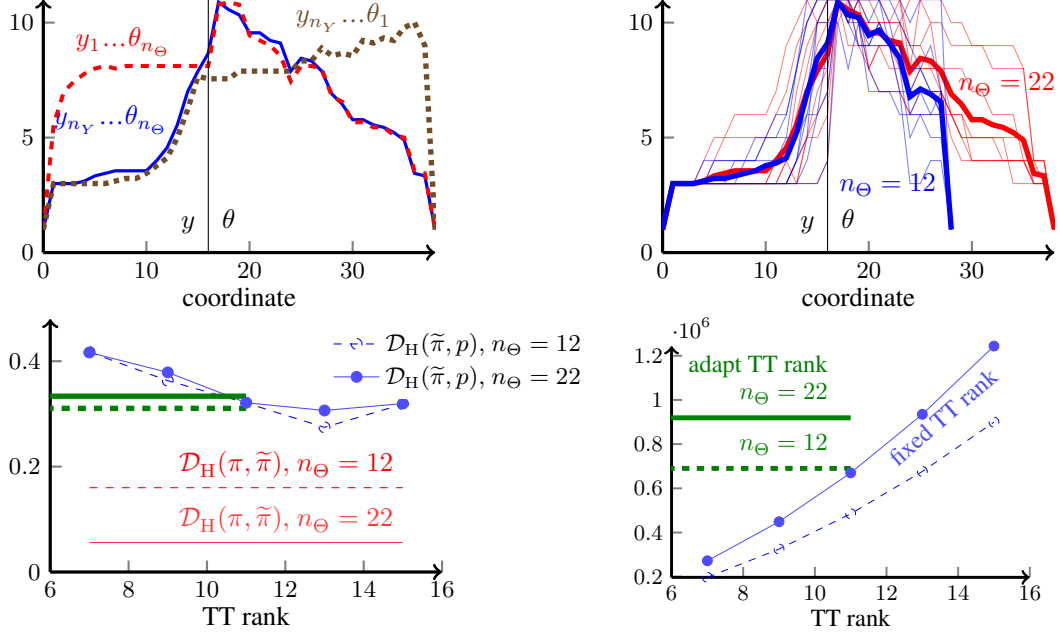 10
5
0
y₁...θ_{n_Θ}
y_{n_Y}...θ₁
y_{n_Y}...θ_{n_Θ}
y θ
0 10 20 30
coordinate
10
5
0
n_Θ = 22
n_Θ = 12
y θ
0 10 20 30
coordinate
0.4
0.2
0
𝒟_H(π̃, p), n_Θ = 12
𝒟_H(π̃, p), n_Θ = 22
𝒟_H(π, π̃), n_Θ = 12
𝒟_H(π, π̃), n_Θ = 22
6 8 10 12 14 16
TT rank
·10⁶
1.2
1
0.8
0.6
0.4
0.2
adapt TT rank
n_Θ = 22
n_Θ = 12
fixed TT rank
6 8 10 12 14 16
TT rank